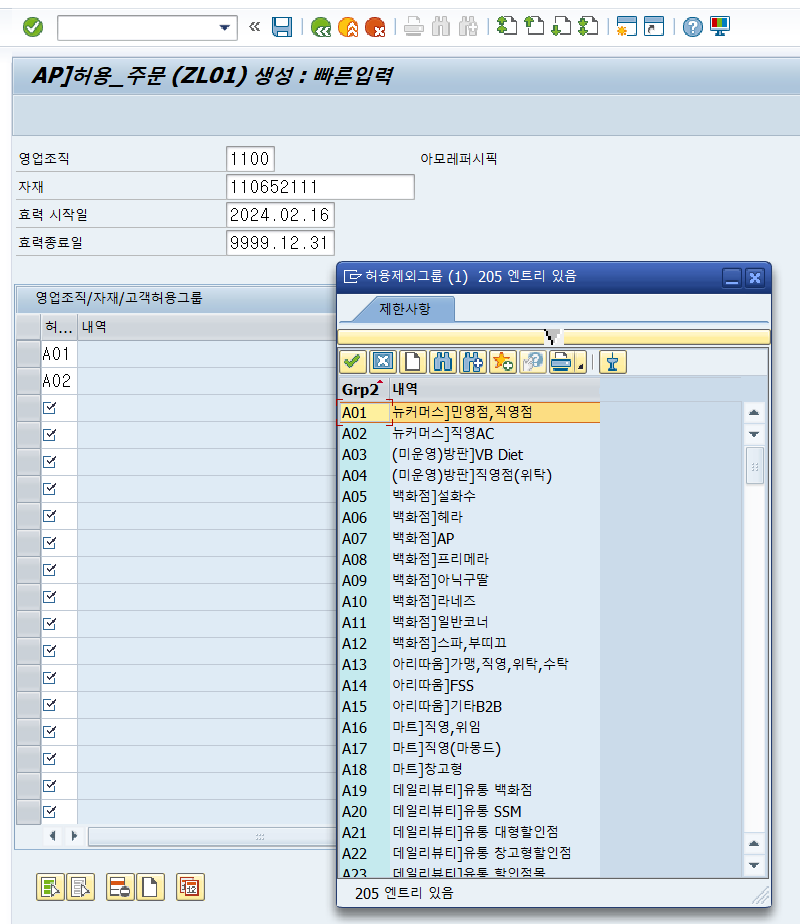 AP]허용_주문 (ZL01) 생성 : 빠른입력
영업조직 1100 아모레퍼시픽
자재 110652111
효력 시작일 2024.02.16
효력종료일 9999.12.31
영업조직/자재/고객허용그룹
허... 내역
A01
A02
허용제외그룹 (1) 205 엔트리 있음
제한사항
Grp2 내역
A01 뉴커머스]민영점,직영점
A02 뉴커머스]직영AC
A03 (미운영)방판]VB Diet
A04 (미운영)방판]직영점(위탁)
A05 백화점]설화수
A06 백화점]헤라
A07 백화점]AP
A08 백화점]프리메라
A09 백화점]아닉구딸
A10 백화점]라네즈
A11 백화점]일반코너
A12 백화점]스파,부띠끄
A13 아리따움]가맹,직영,위탁,수탁
A14 아리따움]FSS
A15 아리따움]기타B2B
A16 마트]직영,위임
A17 마트]직영(마몽드)
A18 마트]창고형
A19 데일리뷰티]유통 백화점
A20 데일리뷰티]유통 SSM
A21 데일리뷰티]유통 대형할인점
A22 데일리뷰티]유통 창고형할인점
A23 데일리뷰티]유통 할인점몰
205 엔트리 있음